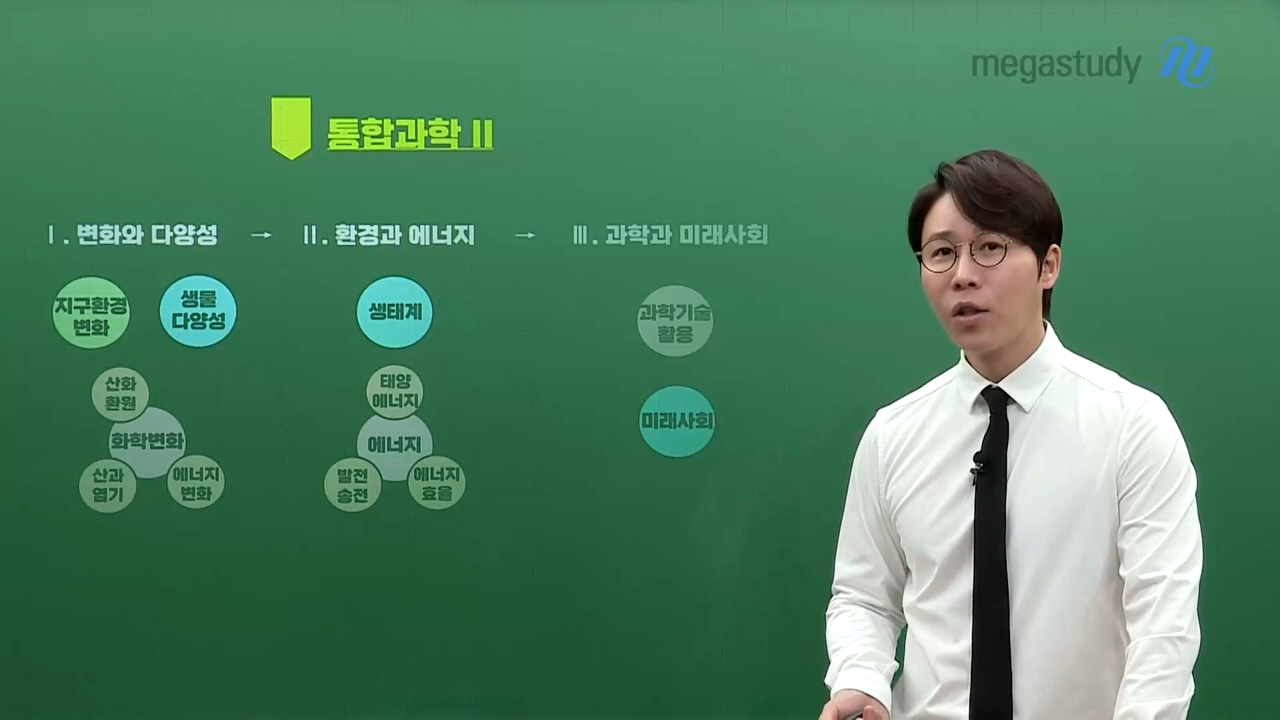 megastudy
통합과학 II
Ⅰ. 변화와 다양성 → Ⅱ. 환경과 에너지 → Ⅲ. 과학과 미래사회
지구환경
변화
생물
다양성
산화
환원
화학변화
산과
염기
에너지
변화
생태계
태양
에너지
에너지
발전
송전
에너지
효율
과학기술
활용
미래사회